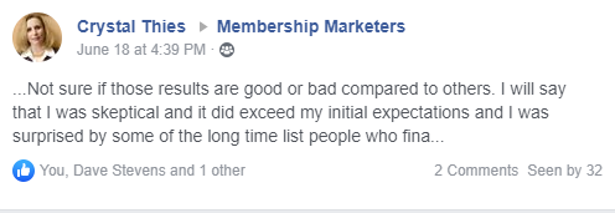 Crystal Thies ▸ Membership Marketers
June 18 at 4:39 PM ·
...Not sure if those results are good or bad compared to others. I will say
that I was skeptical and it did exceed my initial expectations and I was
surprised by some of the long time list people who fina...
You, Dave Stevens and 1 other 2 Comments Seen by 32